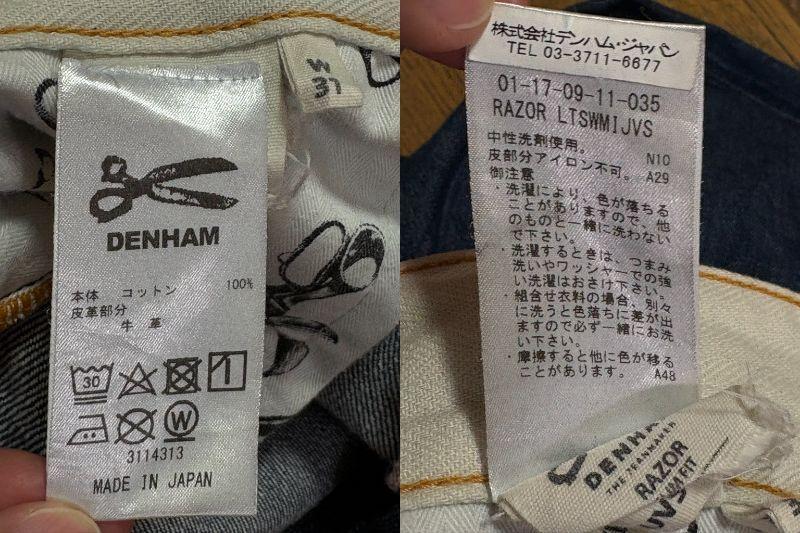 W
37
DENHAM
本体 コットン 100%
皮革部分
牛革
30
W
3114313
MADE IN JAPAN
株式会社デンハム・ジャパン
TEL 03-3711-6677
01-17-09-11-035
RAZOR LTSWMIJVS
中性洗剤使用。 N10
皮部分アイロン不可。 A29
御注意
・洗濯により、色が落ちる
ことがありますので、他
のものと一緒に洗わない
で下さい。
・洗濯するときは、つまみ
洗いやワッシャーでの強
い洗濯はおさけ下さい。
・組合せ衣料の場合、別々
に洗うと色落ちに差が出
ますので必ず一緒にお洗
い下さい。
・摩擦すると他に色が移る
ことがあります。 A48
DENHAM
THE JEANMAKER
RAZOR
FIT